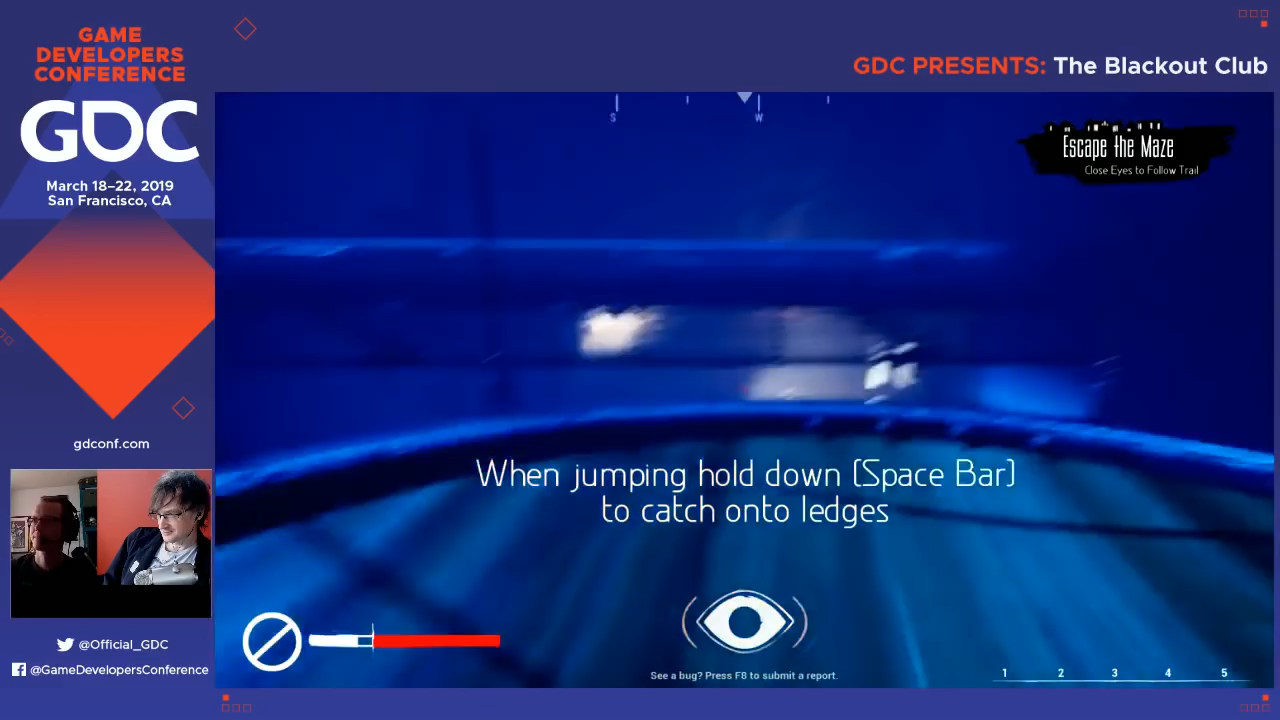 GAME
DEVELOPERS
CONFERENCE
GDC
March 18–22, 2019
San Francisco, CA
gdconf.com
@Official_GDC
@GameDevelopersConference
GDC PRESENTS: The Blackout Club
S W
Escape the Maze
Close Eyes to Follow Trail
When jumping hold down [Space Bar]
to catch onto ledges
See a bug? Press F8 to submit a report.
1 2 3 4 5